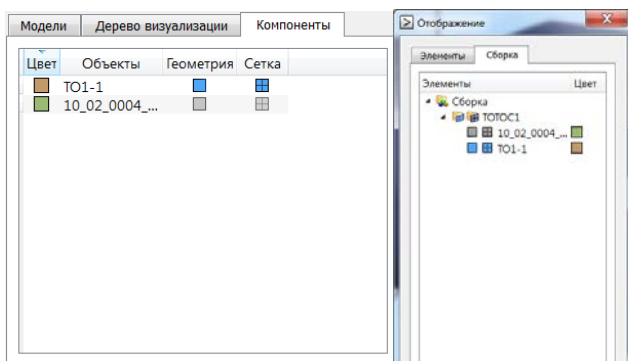 Модели Дерево визуализации Компоненты
Цвет Объекты Геометрия Сетка
TO1-1
10_02_0004_...
Отображение
Элементы Сборка
Элементы Цвет
Сборка
TOTOC1
10_02_0004_...
TO1-1